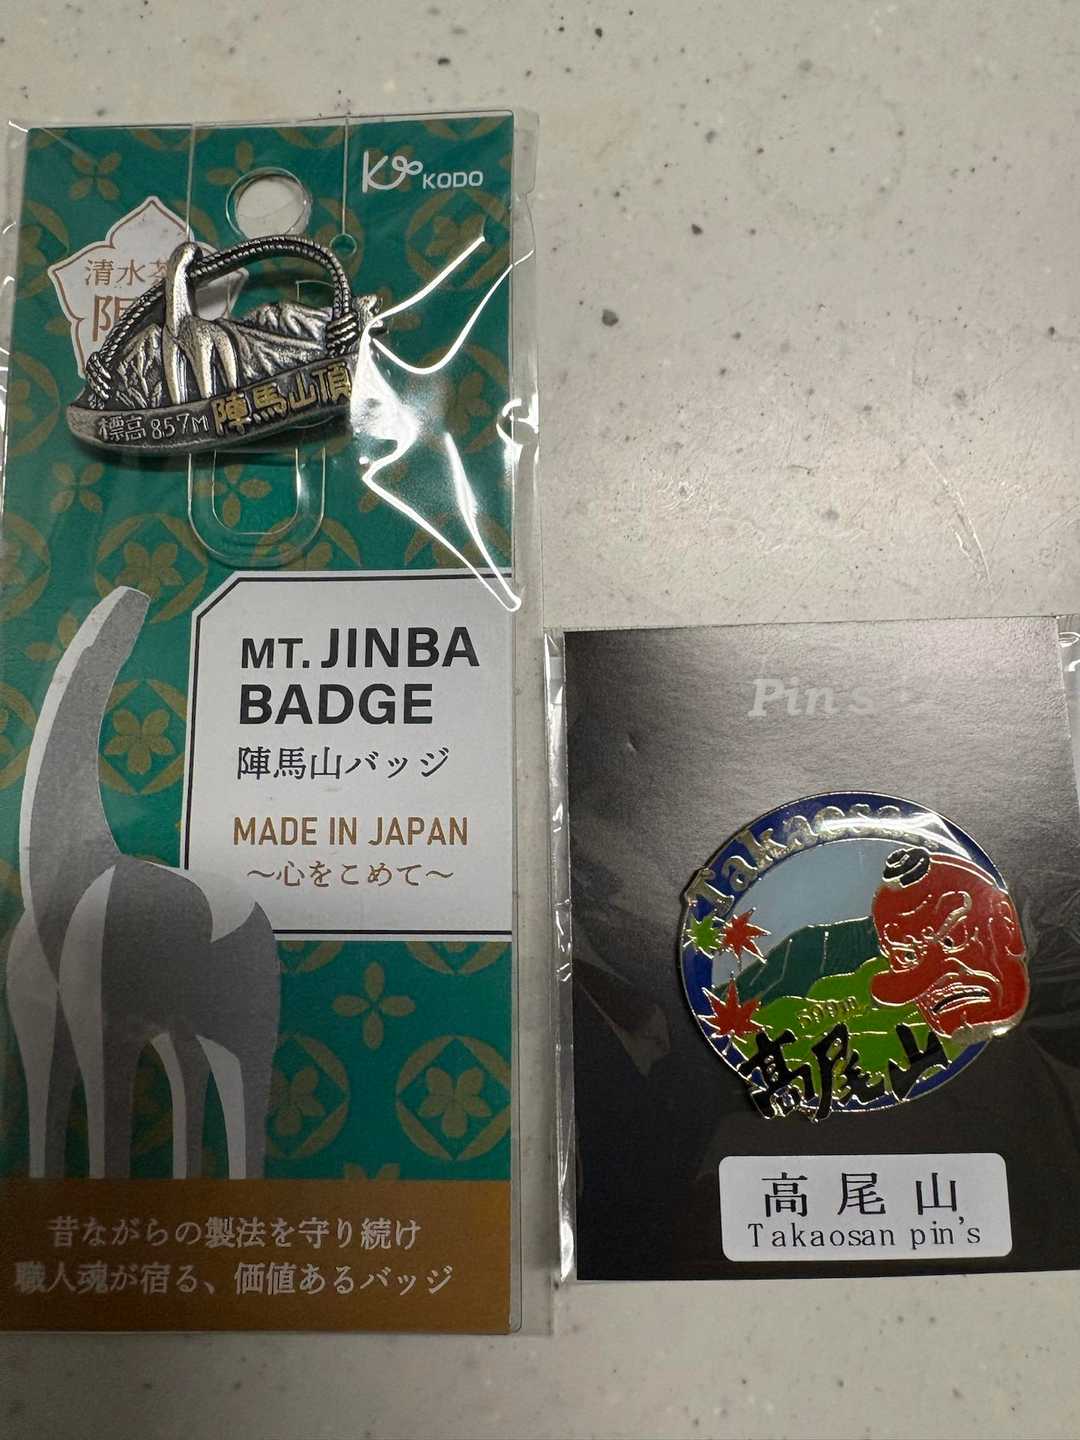 KODO
清水茶
標高857M 陣馬山頂
MT. JINBA
BADGE
陣馬山バッジ
MADE IN JAPAN
～心をこめて～
昔ながらの製法を守り続け
職人魂が宿る、価値あるバッジ
Pin's
Takaosan
599m
高尾山
高尾山
Takaosan pin's